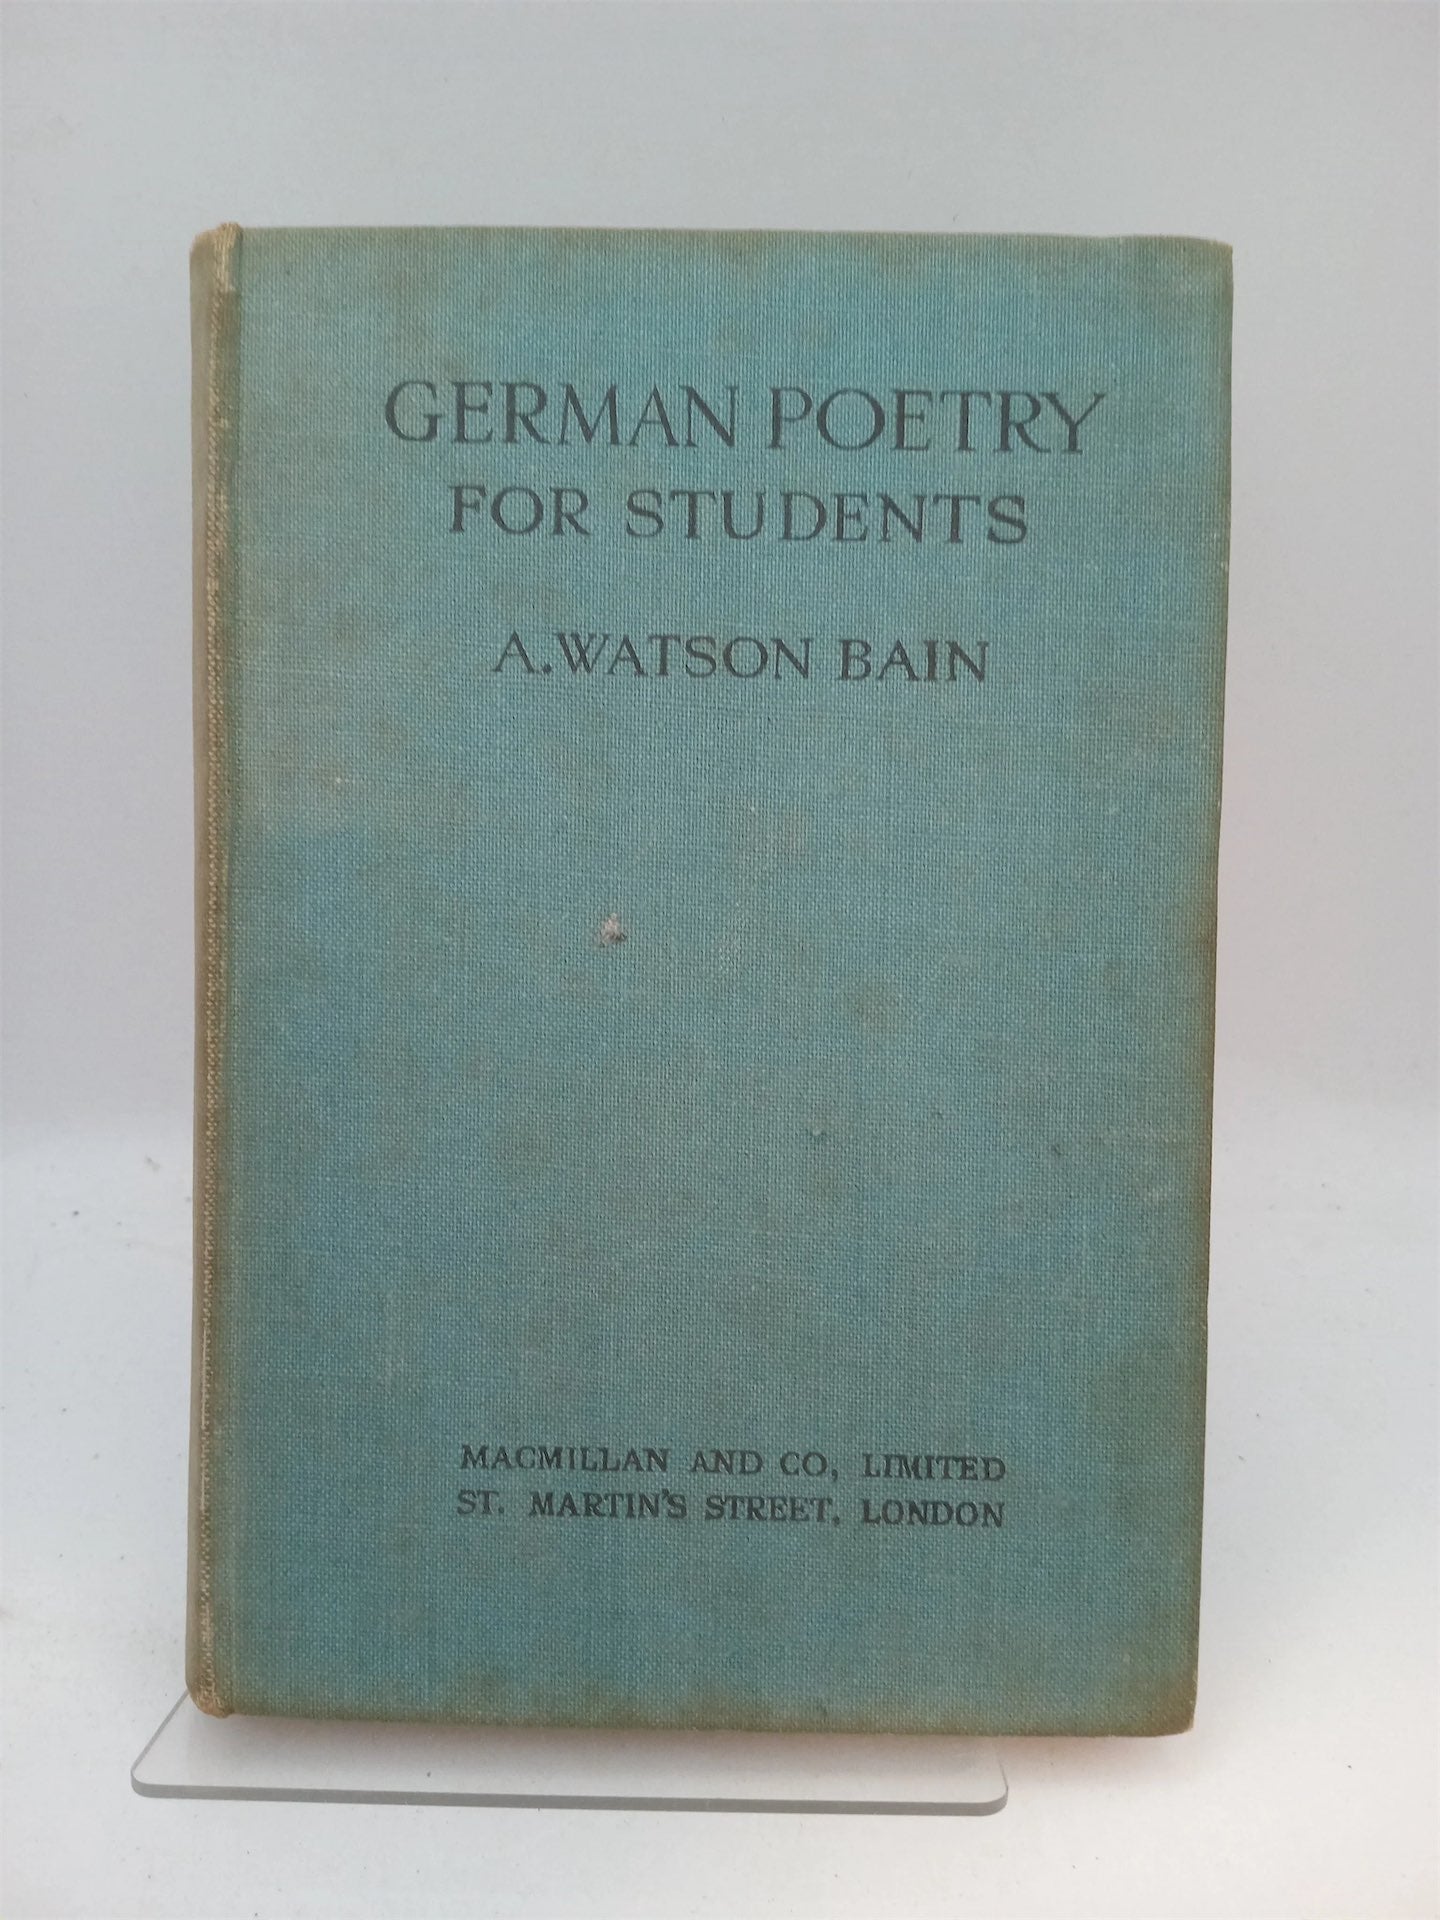 GERMAN POETRY
FOR STUDENTS
A. WATSON BAIN
MACMILLAN AND CO, LIMITED
ST. MARTIN'S STREET, LONDON